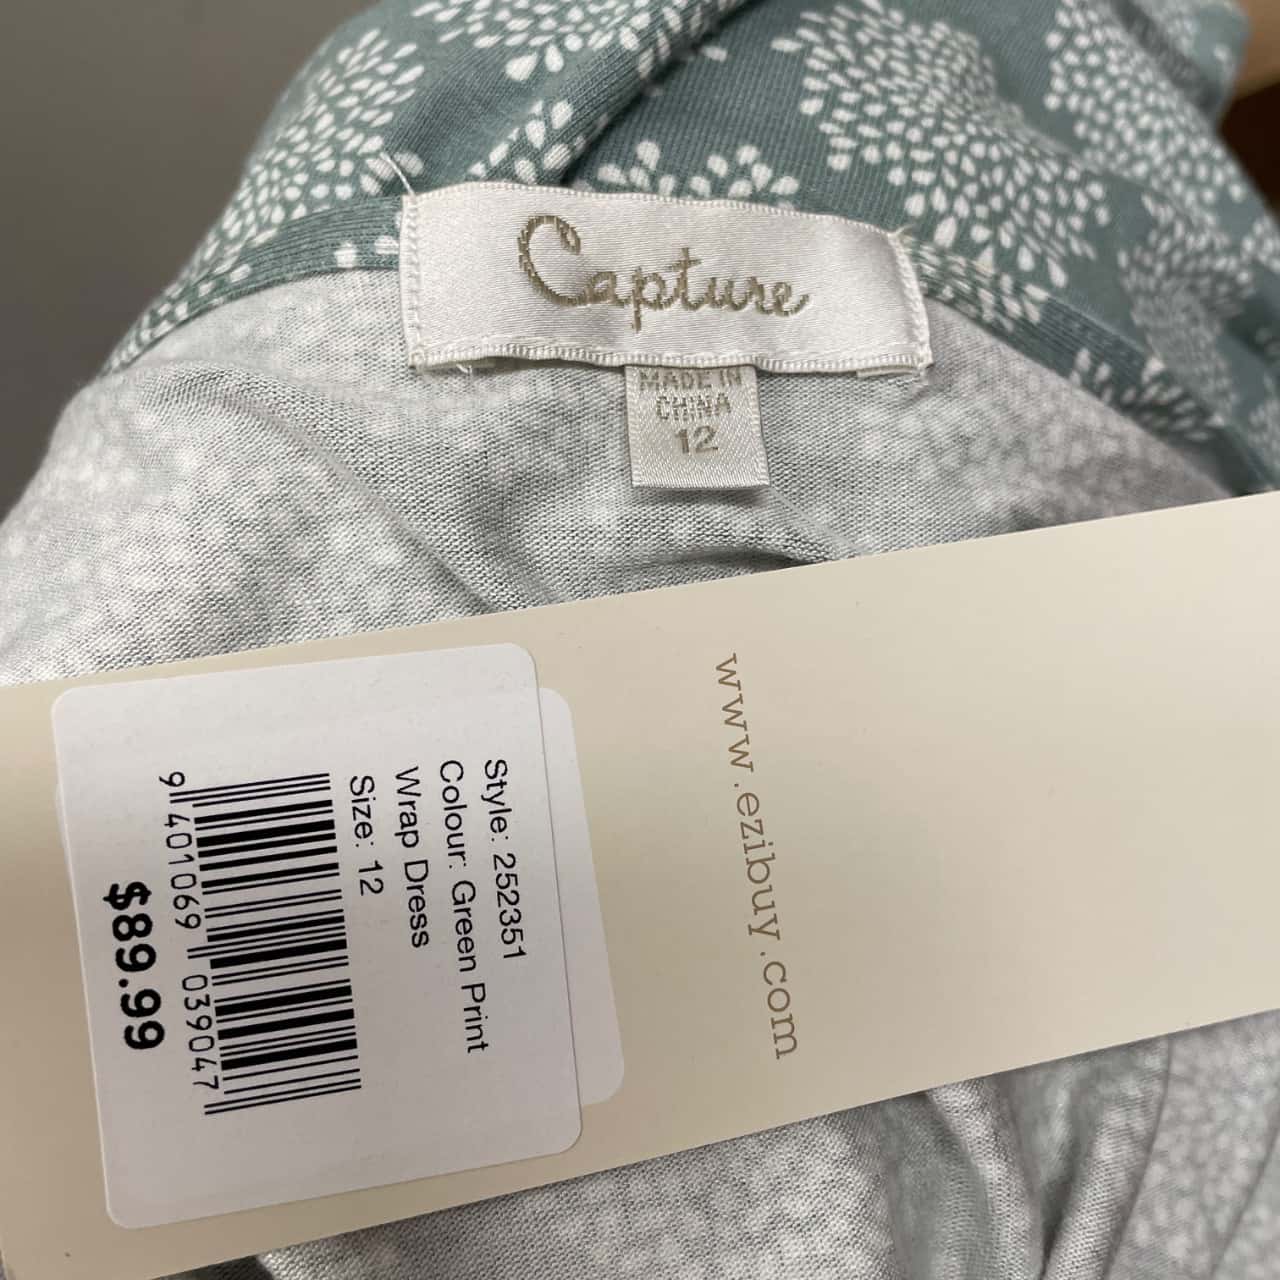 Capture
MADE IN
CHINA
12
www.ezibuy.com
Style: 252351
Colour: Green Print
Wrap Dress
Size: 12
9 401069 039047
$89.99